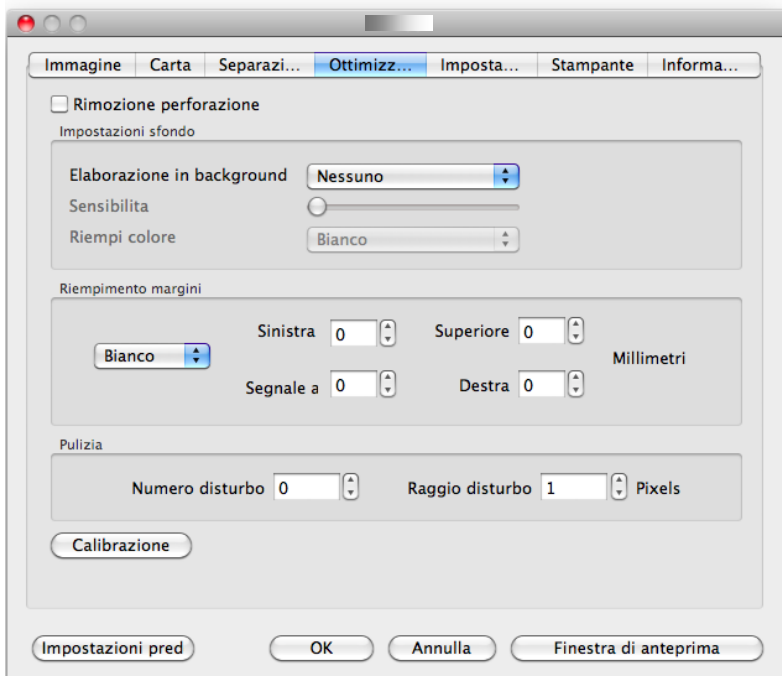 Immagine Carta Separazi... Ottimizz... Imposta... Stampante Informa...
Rimozione perforazione
Impostazioni sfondo
Elaborazione in background Nessuno
Sensibilita
Riempi colore Bianco
Riempimento margini
Sinistra 0 Superiore 0
Bianco Millimetri
Segnale a 0 Destra 0
Pulizia
Numero disturbo 0 Raggio disturbo 1 Pixels
Calibrazione
Impostazioni pred OK Annulla Finestra di anteprima